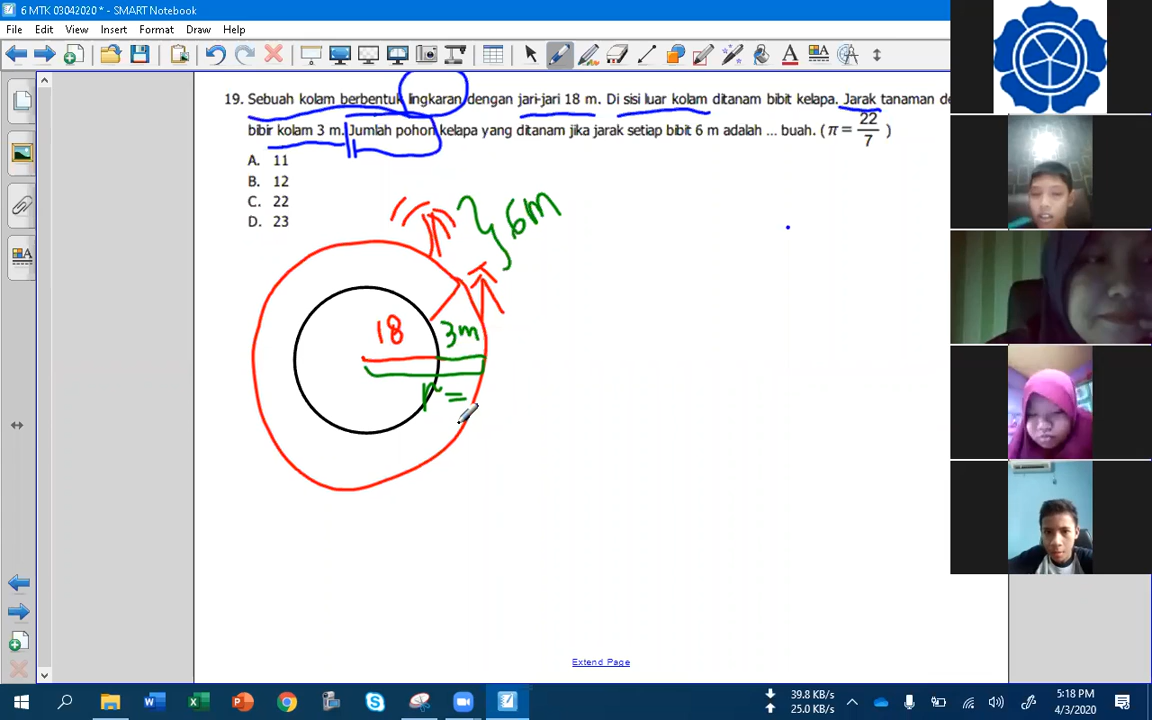 6 MTK 03042020 * - SMART Notebook
File Edit View Insert Format Draw Help
19. Sebuah kolam berbentuk lingkaran dengan jari-jari 18 m. Di sisi luar kolam ditanam bibit kelapa. Jarak tanaman de
bibir kolam 3 m. Jumlah pohon kelapa yang ditanam jika jarak setiap bibit 6 m adalah ... buah. ( π = 22/7 )
A. 11
B. 12
C. 22
D. 23
6m
18 3m
r =
Extend Page
39.8 KB/s
25.0 KB/s
5:18 PM
4/3/2020